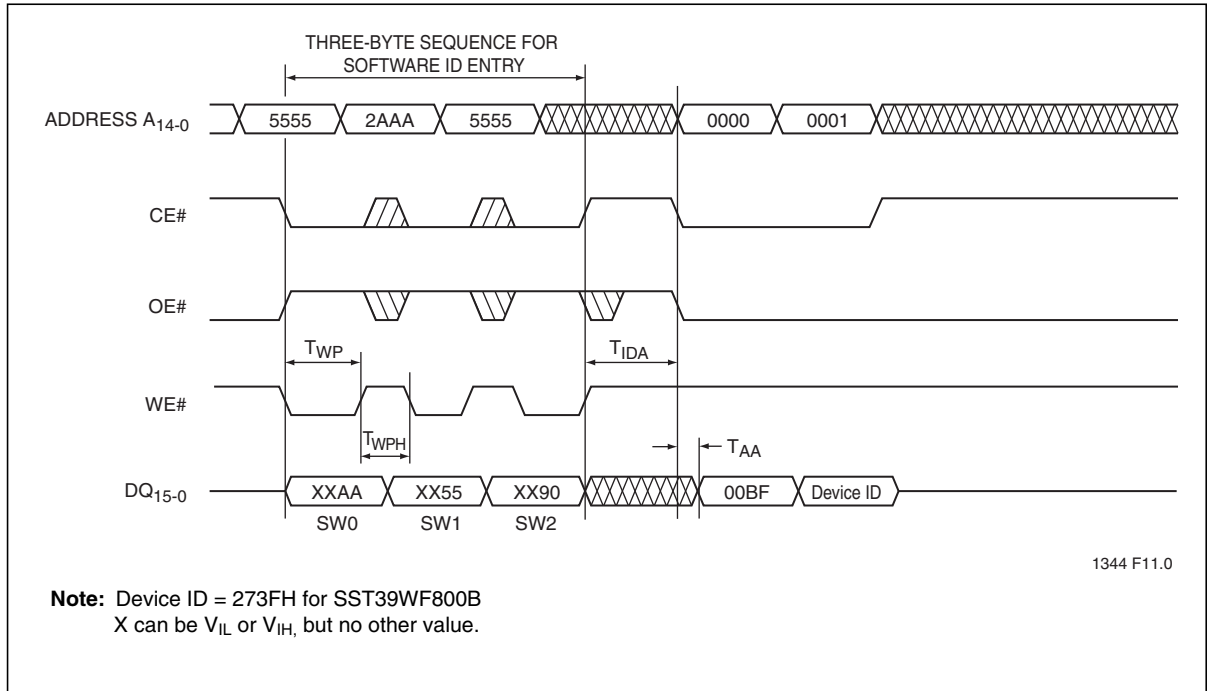 THREE-BYTE SEQUENCE FOR
SOFTWARE ID ENTRY
ADDRESS A14-0
5555
2AAA
5555
0000
0001
CE#
OE#
TWP
TIDA
WE#
TWPH
TAA
DQ15-0
XXAA
XX55
XX90
00BF
Device ID
SW0
SW1
SW2
1344 F11.0
Note: Device ID = 273FH for SST39WF800B
X can be VIL or VIH, but no other value.